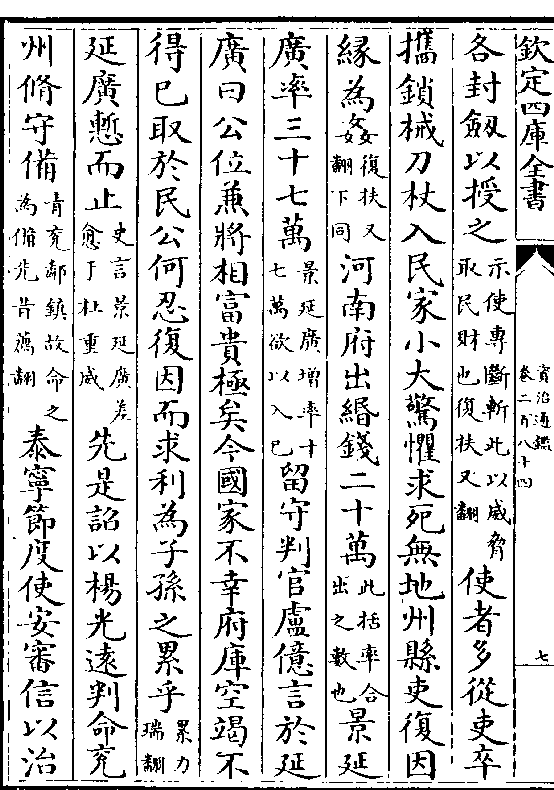 欽定四庫全書
資治通鑑
卷二百八十四
七
各封劔以授之示使專斷斬此以威脅取民財也復扶又翻使者多從吏卒
攜鎖械刀杖入民家小大驚懼求死無地州縣吏復因
緣為姦復扶又翻下同河南府出緡錢二十萬此括率合出之數也景延
廣率三十七萬景延廣增率十七萬欲以入已留守判官盧億言於延
廣曰公位兼將相富貴極矣今國家不幸府庫空竭不
得已取於民公何忍復因而求利為子孫之累乎累力瑞翻
延廣慙而止史言景延廣差愈于杜重威先是詔以楊光遠判命兖
州脩守備青兖鄰鎮故命之為備先昔薦翻泰寧節度使安審信以治